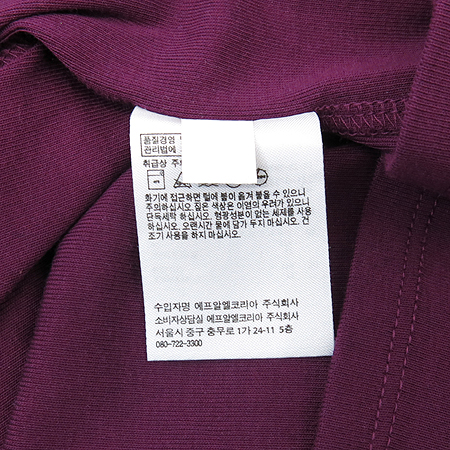 품질경영
관리법에
취급상 주의
화기에 접근하면 털에 불이 옮겨 붙을 수 있으니
주의하십시오. 짙은 색상은 이염의 우려가 있으니
단독세탁 하십시오. 형광성분이 없는 세제를 사용
하십시오. 오랜시간 물에 담가 두지 마십시오. 건
조기 사용을 하지 마십시오.
수입자명 에프알엘코리아 주식회사
소비자상담실 에프알엘코리아 주식회사
서울시 중구 충무로 1가 24-11 5층
080-722-3300